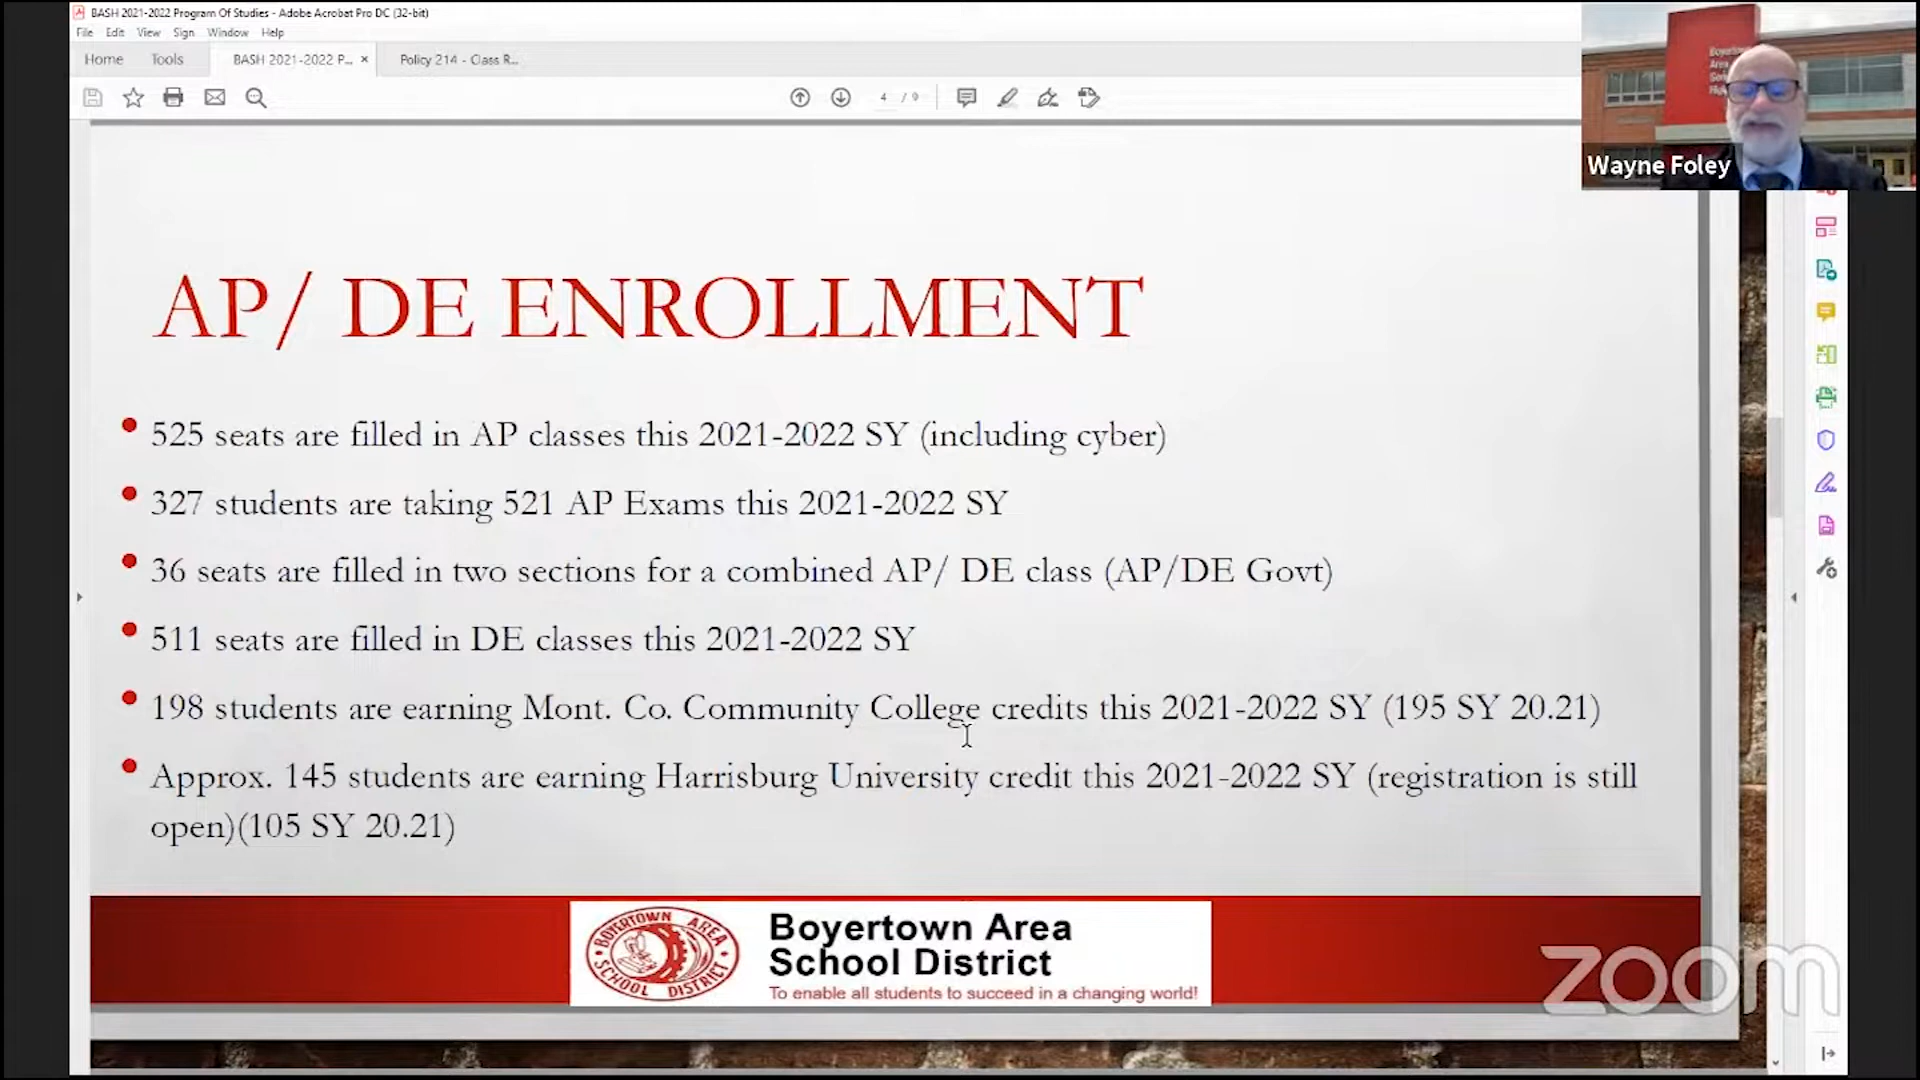 BASH 2021-2022 Program Of Studies - Adobe Acrobat Pro DC (32-bit)
File Edit View Sign Window Help
Home Tools BASH 2021-2022 P... × Policy 214 - Class R...
4 / 9
Boyertown
Area
Wayne Foley
AP/ DE ENROLLMENT
• 525 seats are filled in AP classes this 2021-2022 SY (including cyber)
• 327 students are taking 521 AP Exams this 2021-2022 SY
• 36 seats are filled in two sections for a combined AP/ DE class (AP/DE Govt)
• 511 seats are filled in DE classes this 2021-2022 SY
• 198 students are earning Mont. Co. Community College credits this 2021-2022 SY (195 SY 20.21)
• Approx. 145 students are earning Harrisburg University credit this 2021-2022 SY (registration is still
open)(105 SY 20.21)
BOYERTOWN AREA
SCHOOL DISTRICT
Boyertown Area
School District
To enable all students to succeed in a changing world!
zoom